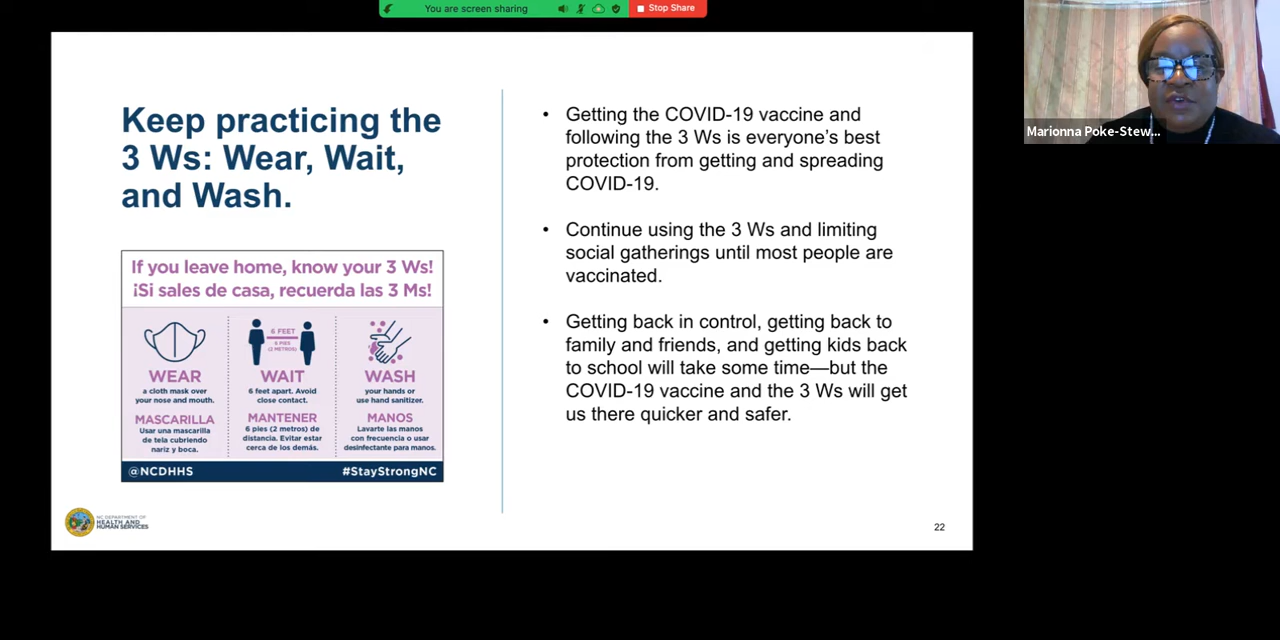 You are screen sharing
Stop Share
Marionna Poke-Stew...
Keep practicing the
3 Ws: Wear, Wait,
and Wash.
If you leave home, know your 3 Ws!
¡Si sales de casa, recuerda las 3 Ms!
WEAR
a cloth mask over
your nose and mouth.
MASCARILLA
Usar una mascarilla
de tela cubriendo
nariz y boca.
6 FEET
6 PIES
(2 METROS)
WAIT
6 feet apart. Avoid
close contact.
MANTENER
6 pies (2 metros) de
distancia. Evitar estar
cerca de los demás.
WASH
your hands or
use hand sanitizer.
MANOS
Lavarte las manos
con frecuencia o usar
desinfectante para manos.
@NCDHHS
#StayStrongNC
• Getting the COVID-19 vaccine and
following the 3 Ws is everyone’s best
protection from getting and spreading
COVID-19.
• Continue using the 3 Ws and limiting
social gatherings until most people are
vaccinated.
• Getting back in control, getting back to
family and friends, and getting kids back
to school will take some time—but the
COVID-19 vaccine and the 3 Ws will get
us there quicker and safer.
NC DEPARTMENT OF
HEALTH AND
HUMAN SERVICES
22